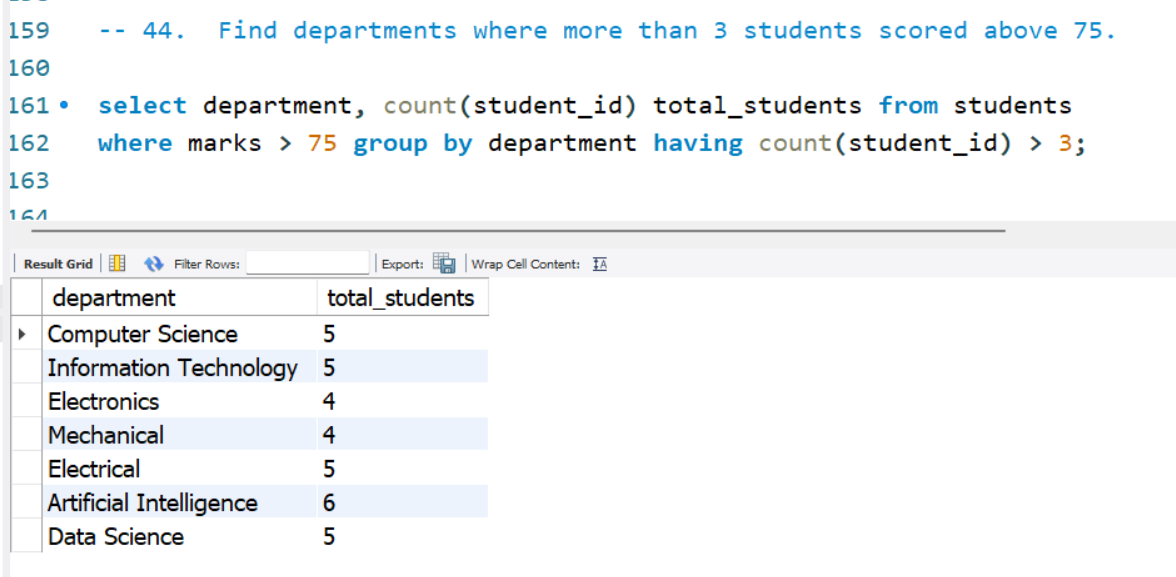 159 -- 44.  Find departments where more than 3 students scored above 75.
160
161 select department, count(student_id) total_students from students
162 where marks > 75 group by department having count(student_id) > 3;
163
164
Result Grid Filter Rows: Export: Wrap Cell Content: IA
department total_students
Computer Science 5
Information Technology 5
Electronics 4
Mechanical 4
Electrical 5
Artificial Intelligence 6
Data Science 5